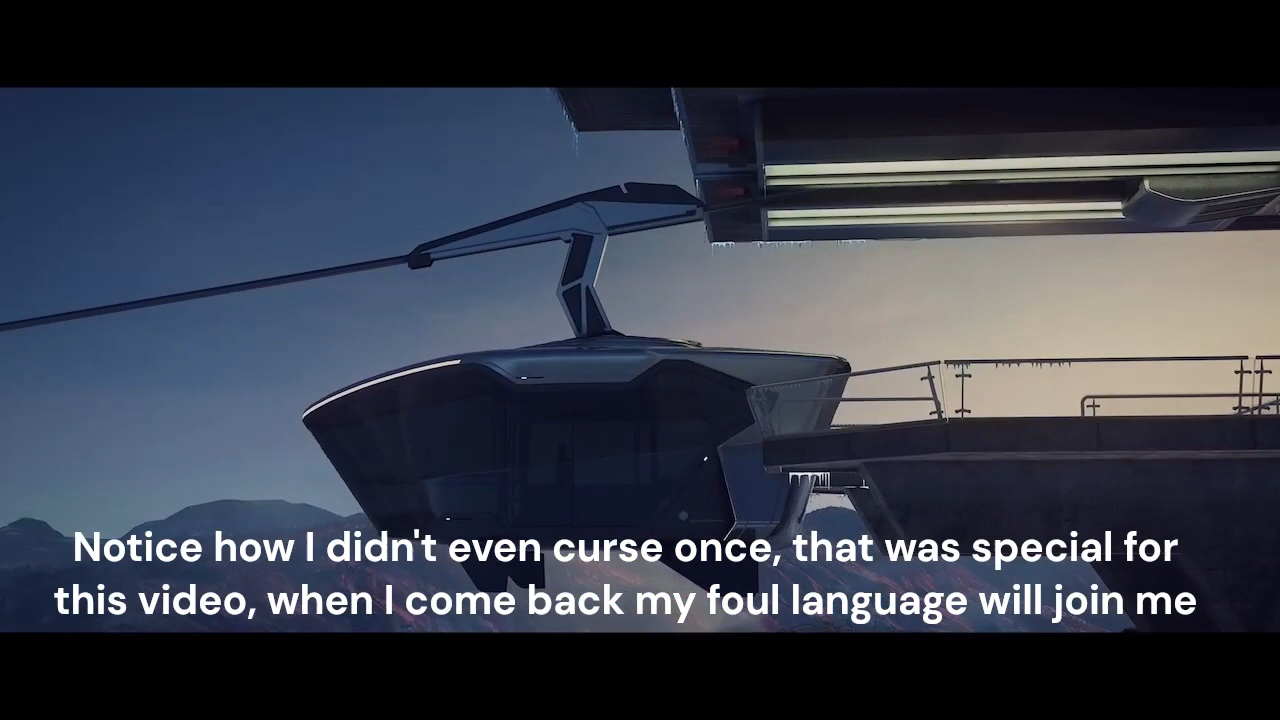 Notice how I didn't even curse once, that was special for
this video, when I come back my foul language will join me